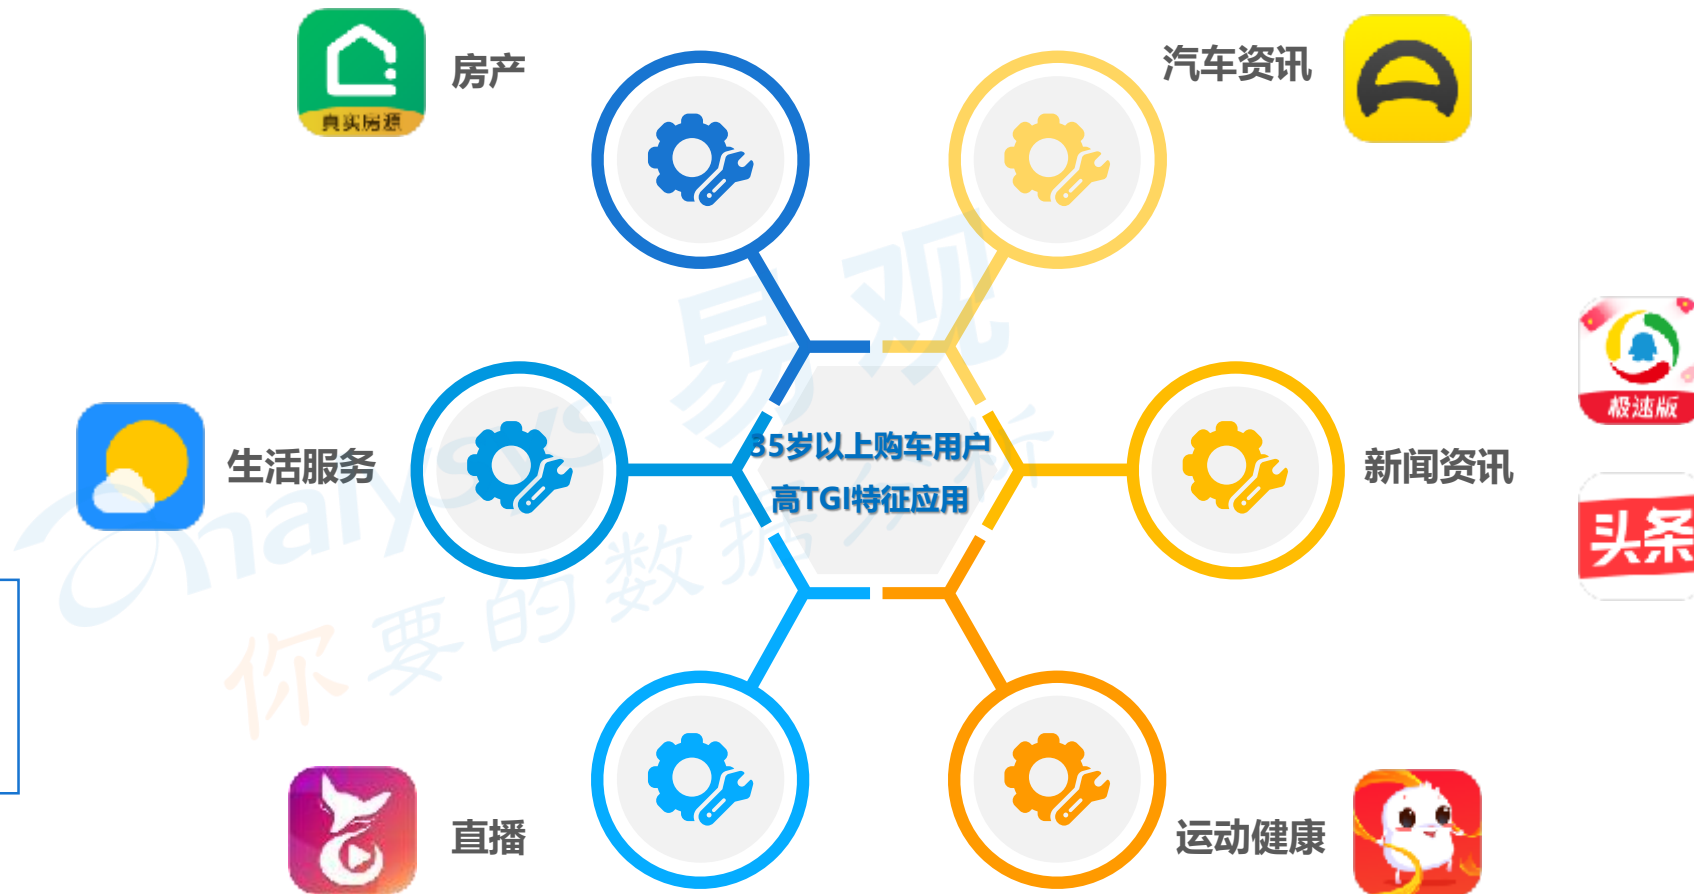 房产
真实房源
汽车资讯
极速版
35岁以上购车用户
高TGI特征应用
生活服务
新闻资讯
头条
直播
运动健康
analysys 易观
你要的数据分析